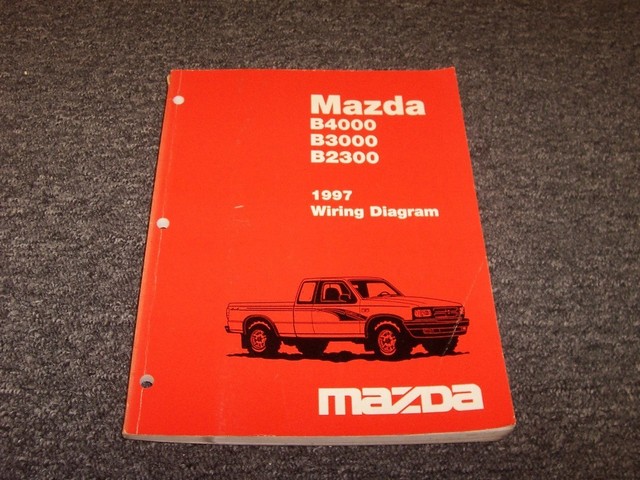 Mazda
B4000
B3000
B2300
1997
Wiring Diagram
mazda